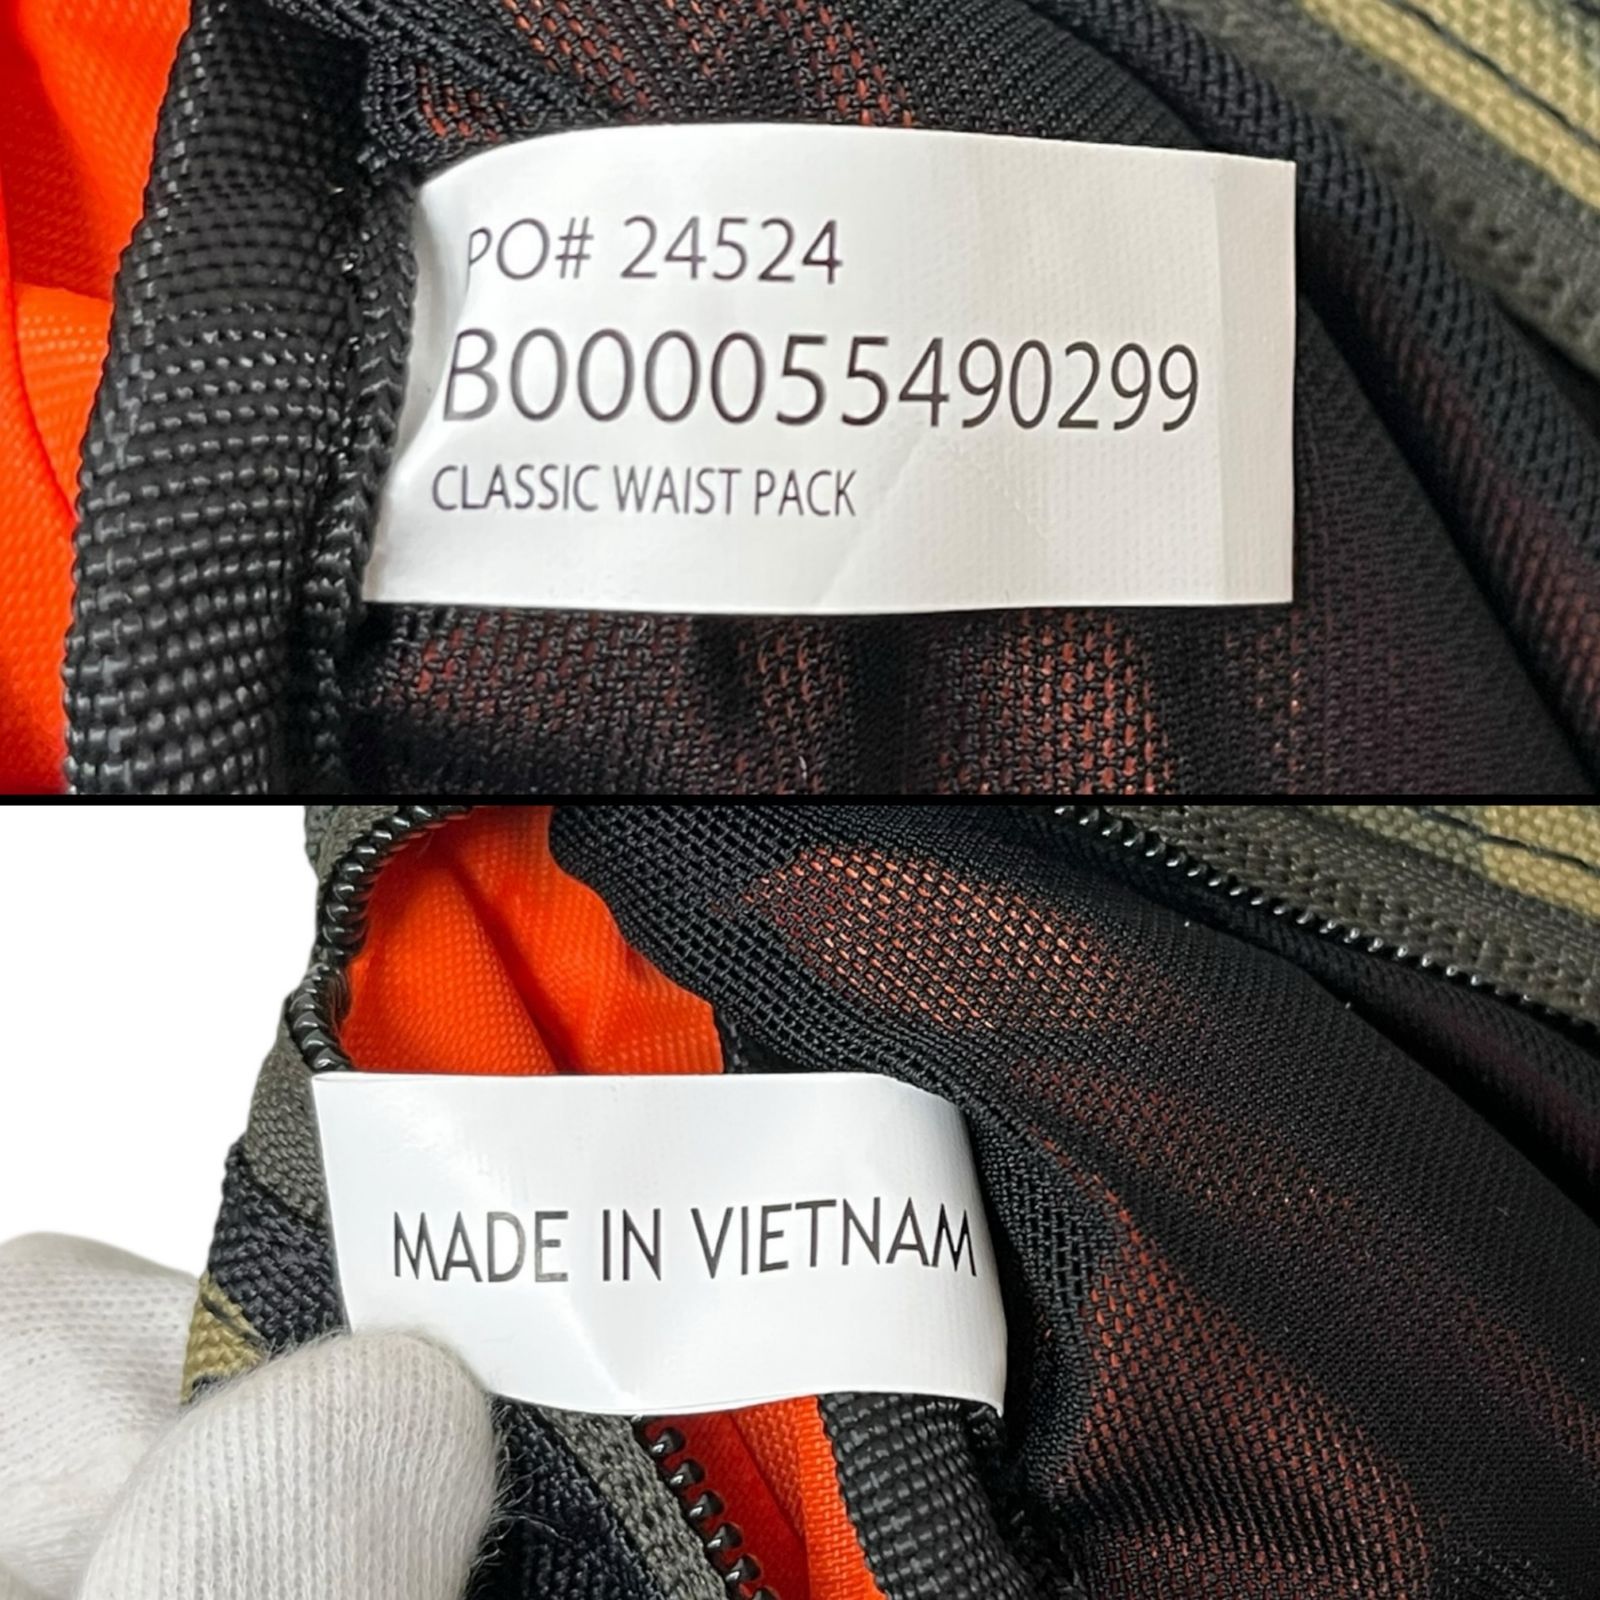 PO# 24524
B000055490299
CLASSIC WAIST PACK
MADE IN VIETNAM